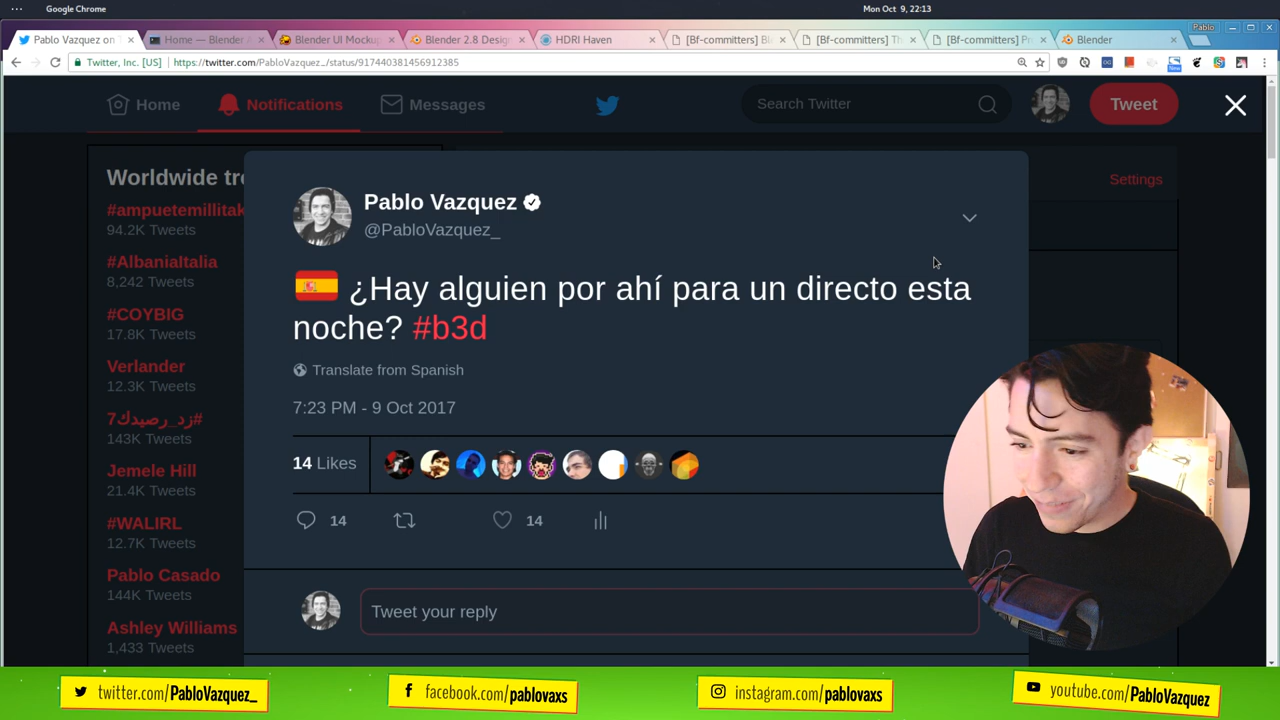 Google Chrome
Mon Oct 9, 22:13
Pablo Vazquez on T
Home — Blender A
Blender UI Mockup
Blender 2.8 Design
HDRI Haven
[Bf-committers] Bl
[Bf-committers] Th
[Bf-committers] Pr
Blender
Pablo
Twitter, Inc. [US]
https://twitter.com/PabloVazquez_/status/917440381456912385
Home
Notifications
Messages
Search Twitter
Tweet
Worldwide tre
Settings
#ampuetemillitak
94.2K Tweets
#AlbaniaItalia
8,242 Tweets
#COYBIG
17.8K Tweets
Verlander
12.3K Tweets
#زد_رصيدك7
143K Tweets
Jemele Hill
21.4K Tweets
#WALIRL
12.7K Tweets
Pablo Casado
144K Tweets
Ashley Williams
1,433 Tweets
Pablo Vazquez
@PabloVazquez_
¿Hay alguien por ahí para un directo esta
noche? #b3d
Translate from Spanish
7:23 PM - 9 Oct 2017
14 Likes
14
14
Tweet your reply
twitter.com/PabloVazquez_
facebook.com/pablovaxs
instagram.com/pablovaxs
youtube.com/PabloVazquez